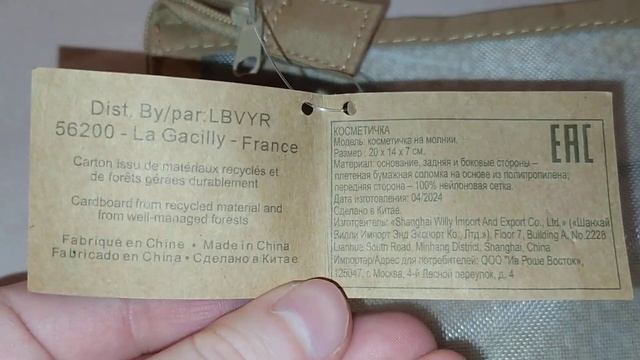 Dist. By/par:LBVYR
56200 - La Gacilly - France
Carton issu de matériaux recyclés et
de forêts gérées durablement
Cardboard from recycled material and
from well-managed forests
Fabriqué en Chine • Made in China
Fabricado en China • Сделано в Китае
КОСМЕТИЧКА
Модель: косметичка на молнии.
Размер : 20 x 14 x 7 см.
Материал: основание, задняя и боковые стороны –
плетеная бумажная соломка на основе из полипропилена;
передняя сторона – 100% нейлоновая сетка.
Дата изготовления: 04/2024
Сделано в Китае.
Изготовитель: «Shanghai Willy Import And Export Co., Ltd.» («Шанхай
Вилли Импорт Энд Экспорт Ко., Лтд.»), Floor 7, Building A, No.2228
Lianhua South Road, Minhang District, Shanghai, China
Импортер/Адрес для потребителей: ООО "Ив Роше Восток",
125047, г. Москва, 4-й Лесной переулок, д. 4
EAC